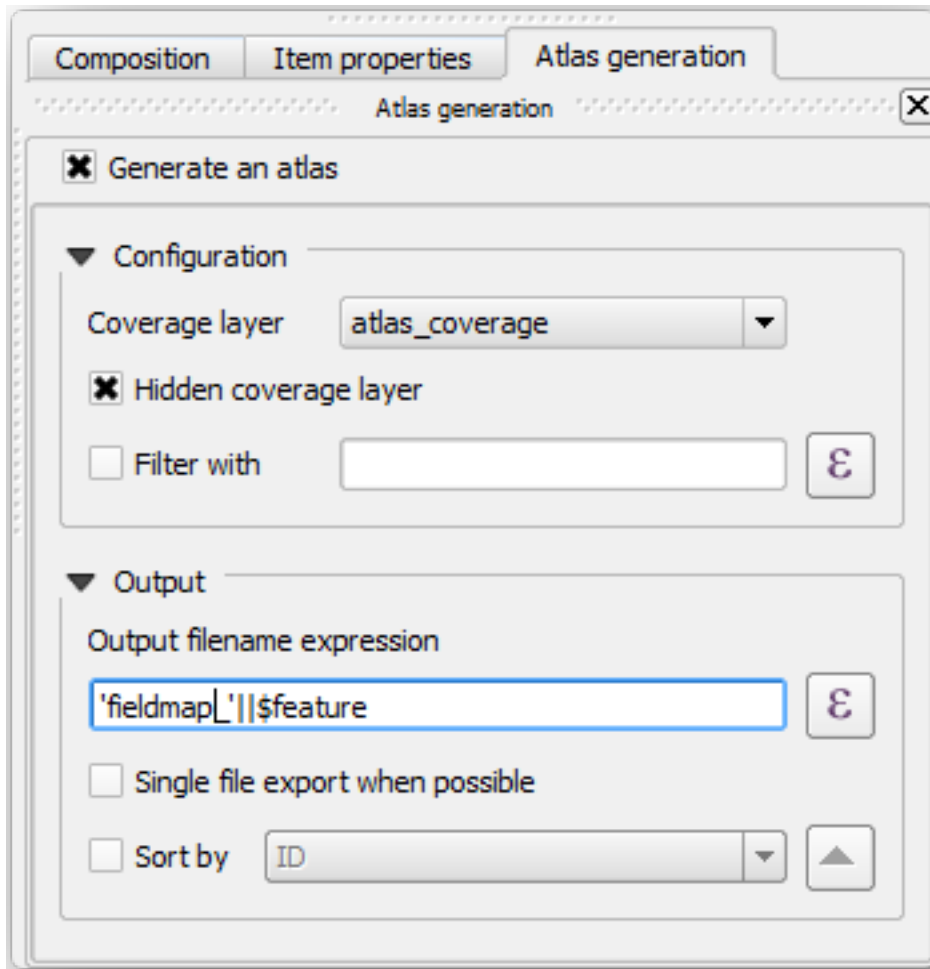 Composition Item properties Atlas generation
Atlas generation
Generate an atlas
Configuration
Coverage layer atlas_coverage
Hidden coverage layer
Filter with ε
Output
Output filename expression
'fieldmap_'||$feature ε
Single file export when possible
Sort by ID